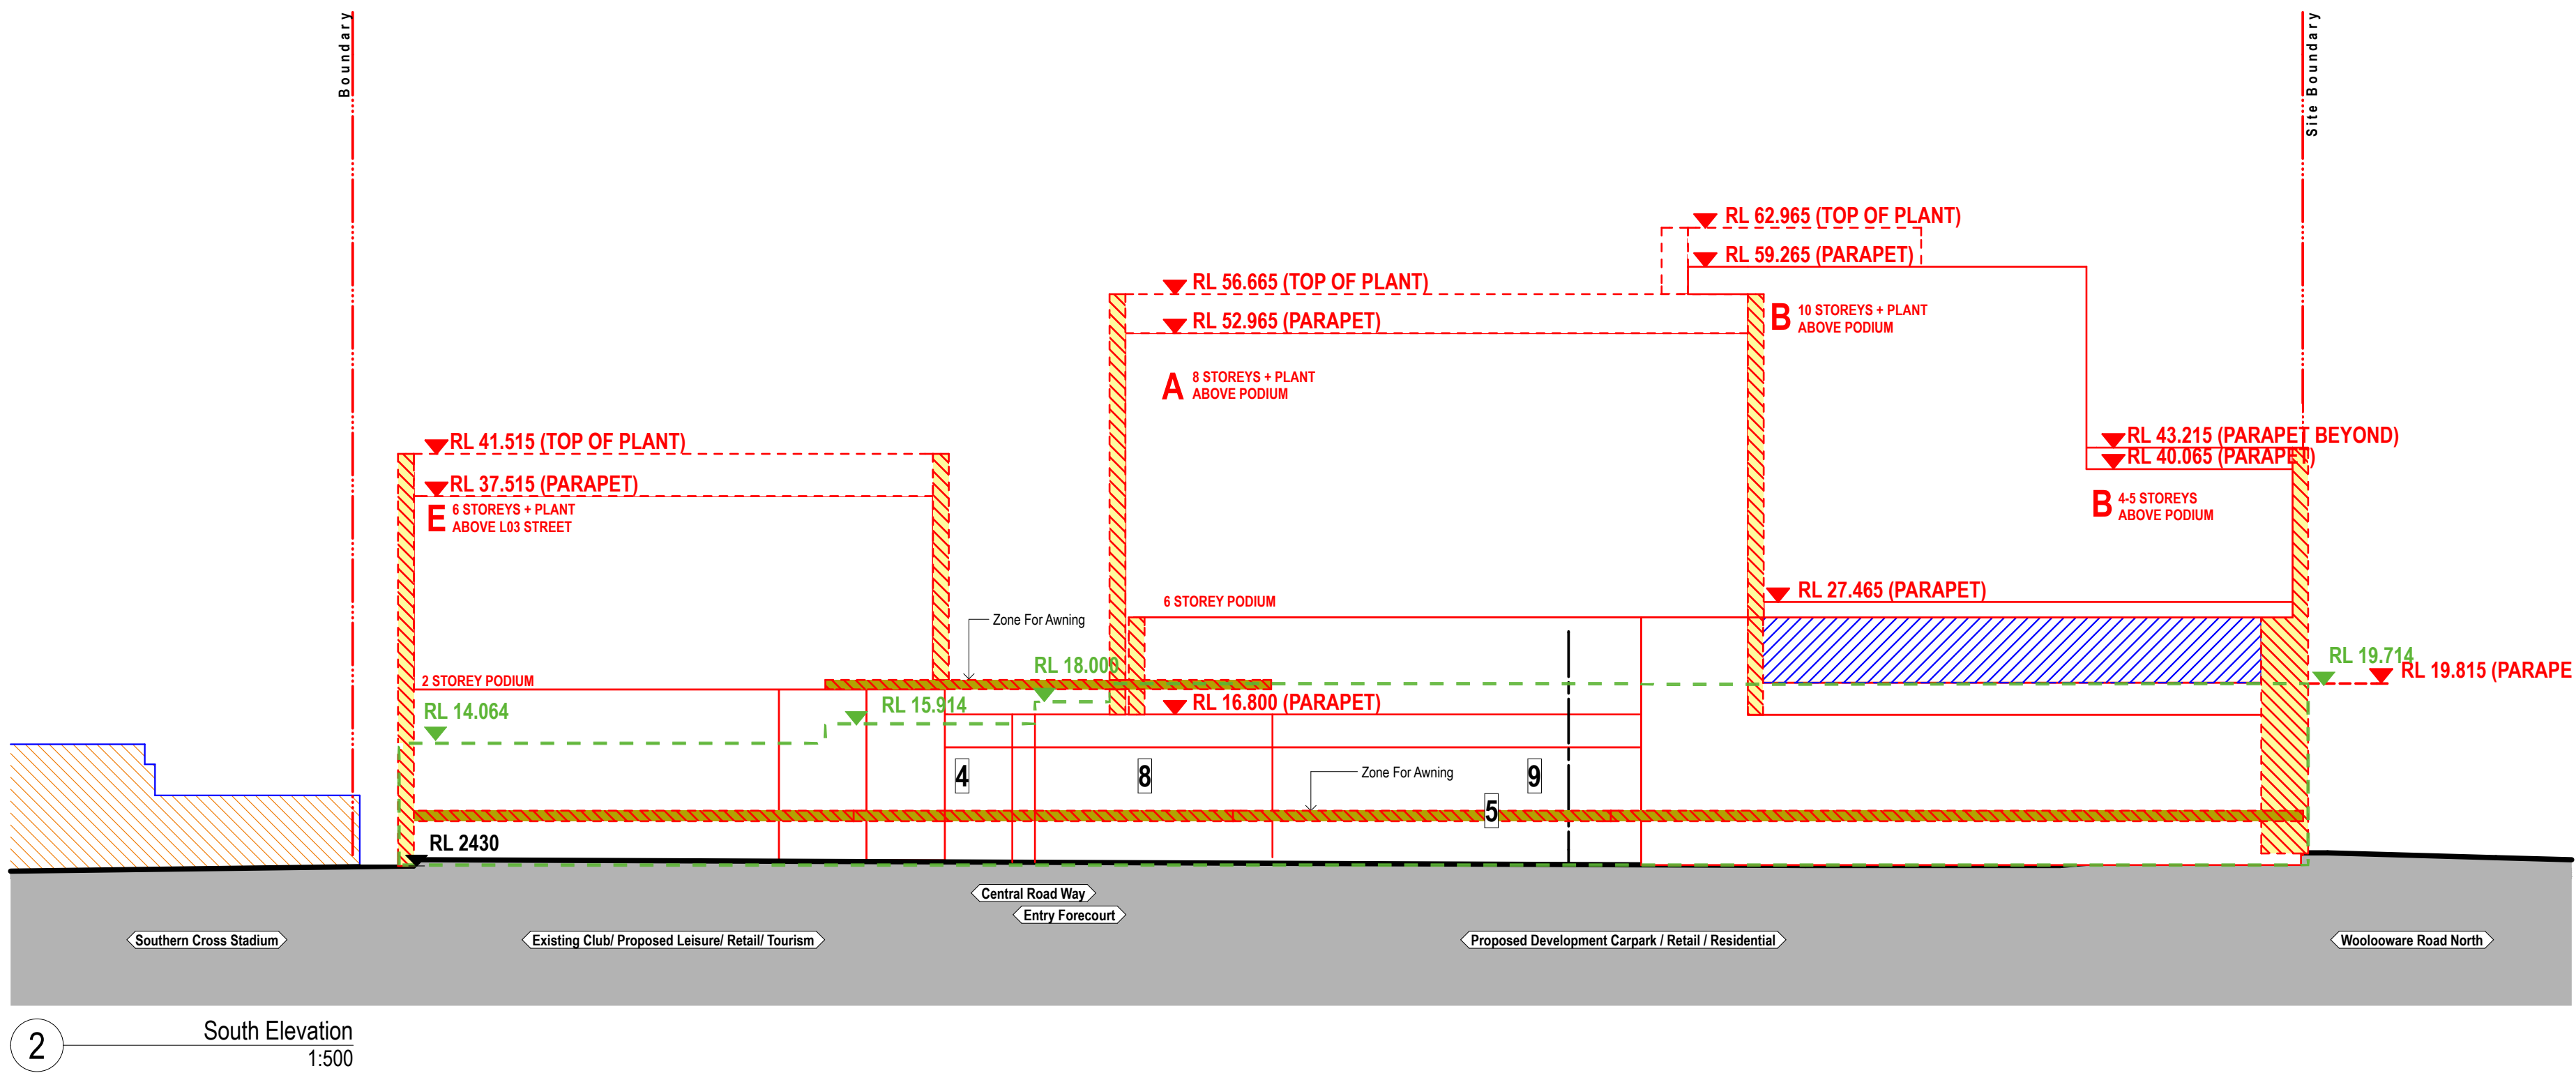 Boundary
Site Boundary
RL 62.965 (TOP OF PLANT)
RL 59.265 (PARAPET)
RL 56.665 (TOP OF PLANT)
B 10 STOREYS + PLANT
ABOVE PODIUM
RL 52.965 (PARAPET)
A 8 STOREYS + PLANT
ABOVE PODIUM
RL 41.515 (TOP OF PLANT)
RL 43.215 (PARAPET BEYOND)
RL 40.065 (PARAPET)
RL 37.515 (PARAPET)
E 6 STOREYS + PLANT
ABOVE L03 STREET
B 4-5 STOREYS
ABOVE PODIUM
RL 27.465 (PARAPET)
6 STOREY PODIUM
Zone For Awning
RL 18.000
RL 19.714
RL 19.815 (PARAPE
2 STOREY PODIUM
RL 14.064
RL 15.914
RL 16.800 (PARAPET)
4
8
Zone For Awning
9
5
RL 2430
Central Road Way
Entry Forecourt
Southern Cross Stadium
Existing Club/ Proposed Leisure/ Retail/ Tourism
Proposed Development Carpark / Retail / Residential
Woolooware Road North
2
South Elevation
1:500